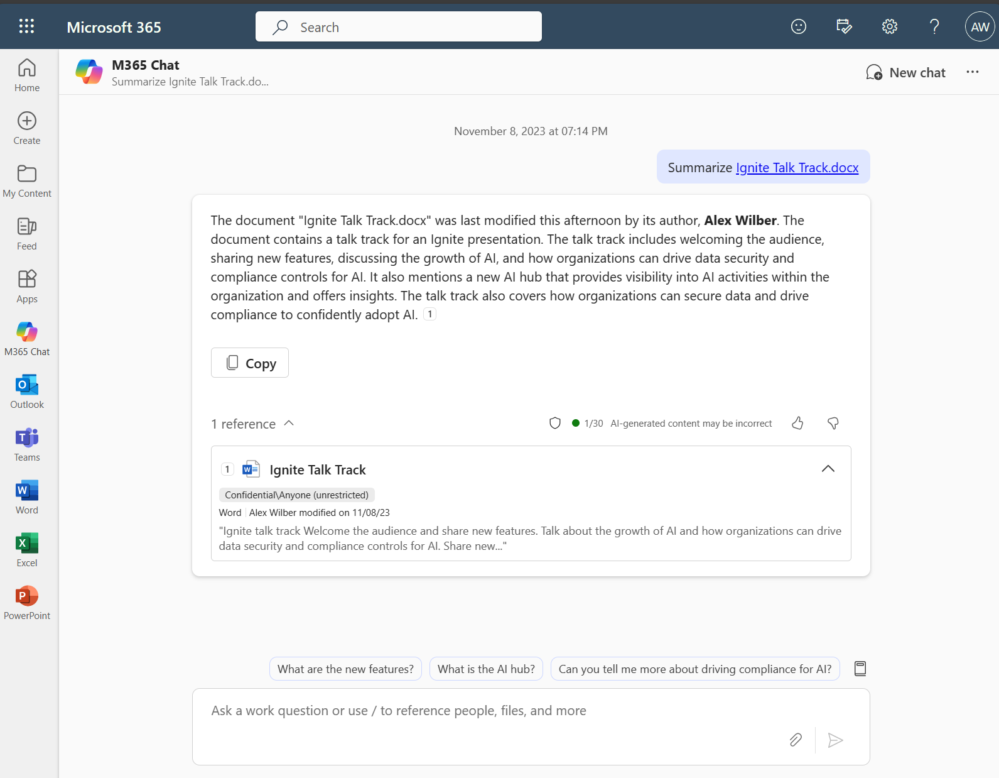 Microsoft 365
Search
AW
Home
Create
My Content
Feed
Apps
M365 Chat
Outlook
Teams
Word
Excel
PowerPoint
M365 Chat
Summarize Ignite Talk Track.do...
New chat
November 8, 2023 at 07:14 PM
Summarize Ignite Talk Track.docx
The document "Ignite Talk Track.docx" was last modified this afternoon by its author, Alex Wilber. The
document contains a talk track for an Ignite presentation. The talk track includes welcoming the audience,
sharing new features, discussing the growth of AI, and how organizations can drive data security and
compliance controls for AI. It also mentions a new AI hub that provides visibility into AI activities within the
organization and offers insights. The talk track also covers how organizations can secure data and drive
compliance to confidently adopt AI. 1
Copy
1 reference
1/30 AI-generated content may be incorrect
1 Ignite Talk Track
Confidential\Anyone (unrestricted)
Word | Alex Wilber modified on 11/08/23
"Ignite talk track Welcome the audience and share new features. Talk about the growth of AI and how organizations can drive
data security and compliance controls for AI. Share new..."
What are the new features?
What is the AI hub?
Can you tell me more about driving compliance for AI?
Ask a work question or use / to reference people, files, and more